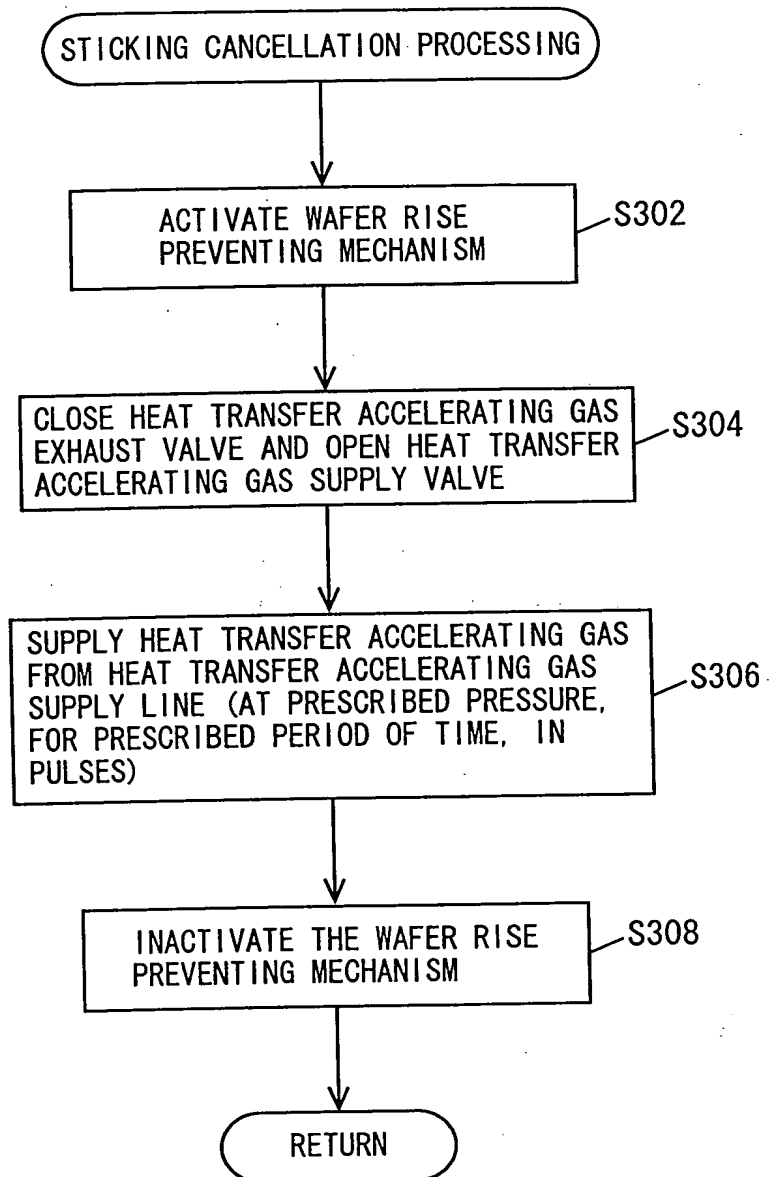 STICKING CANCELLATION PROCESSING
ACTIVATE WAFER RISE
PREVENTING MECHANISM
S302
CLOSE HEAT TRANSFER ACCELERATING GAS
EXHAUST VALVE AND OPEN HEAT TRANSFER
ACCELERATING GAS SUPPLY VALVE
S304
SUPPLY HEAT TRANSFER ACCELERATING GAS
FROM HEAT TRANSFER ACCELERATING GAS
SUPPLY LINE (AT PRESCRIBED PRESSURE,
FOR PRESCRIBED PERIOD OF TIME, IN
PULSES)
S306
INACTIVATE THE WAFER RISE
PREVENTING MECHANISM
S308
RETURN